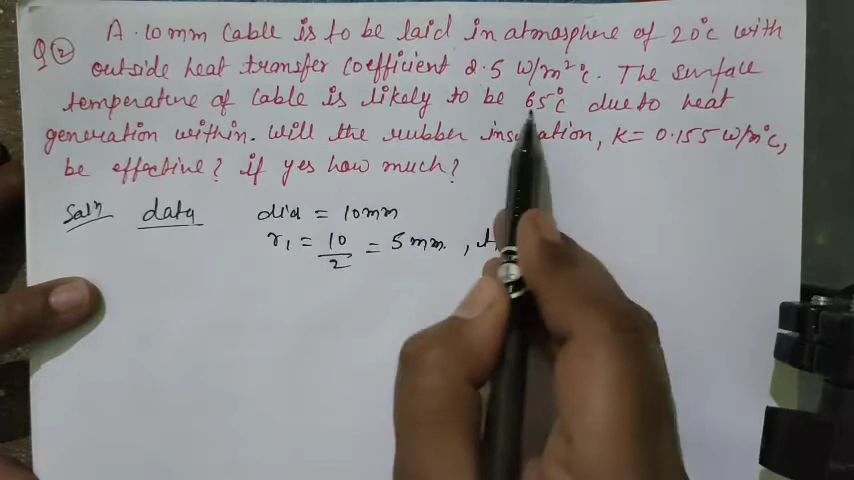 Q② A 10mm Cable is to be laid in atmosphere of 20°c with
outside heat transfer Coefficient 8.5 W/m²°c. The surface
temperature of Cable is likely to be 65°c due to heat
generation within. Will the rubber insulation, K= 0.155 W/m°c,
be effective? if yes how much?
Solⁿ data dia = 10mm
r₁ = 10/2 = 5mm ,